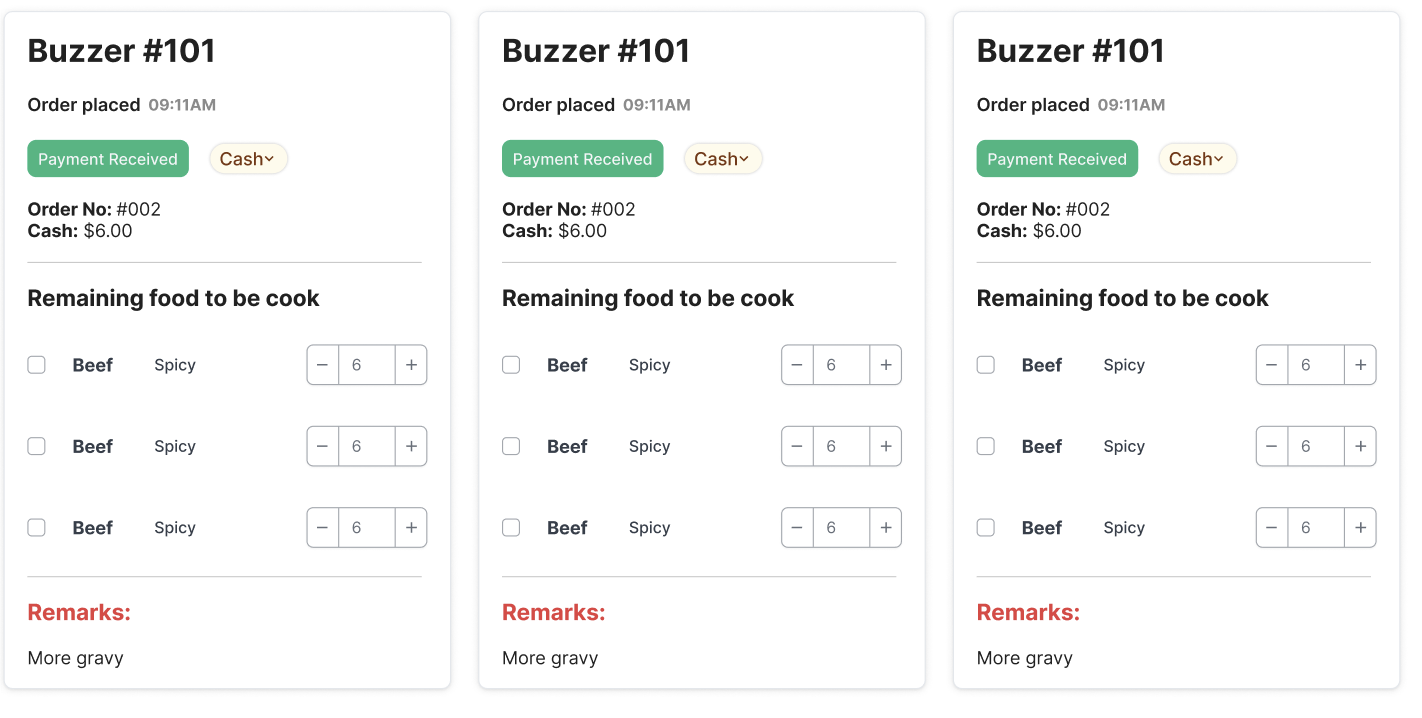 Buzzer #101
Order placed 09:11AM
Payment Received Cash
Order No: #002
Cash: $6.00
Remaining food to be cook
Beef Spicy − 6 +
Beef Spicy − 6 +
Beef Spicy − 6 +
Remarks:
More gravy
Buzzer #101
Order placed 09:11AM
Payment Received Cash
Order No: #002
Cash: $6.00
Remaining food to be cook
Beef Spicy − 6 +
Beef Spicy − 6 +
Beef Spicy − 6 +
Remarks:
More gravy
Buzzer #101
Order placed 09:11AM
Payment Received Cash
Order No: #002
Cash: $6.00
Remaining food to be cook
Beef Spicy − 6 +
Beef Spicy − 6 +
Beef Spicy − 6 +
Remarks:
More gravy